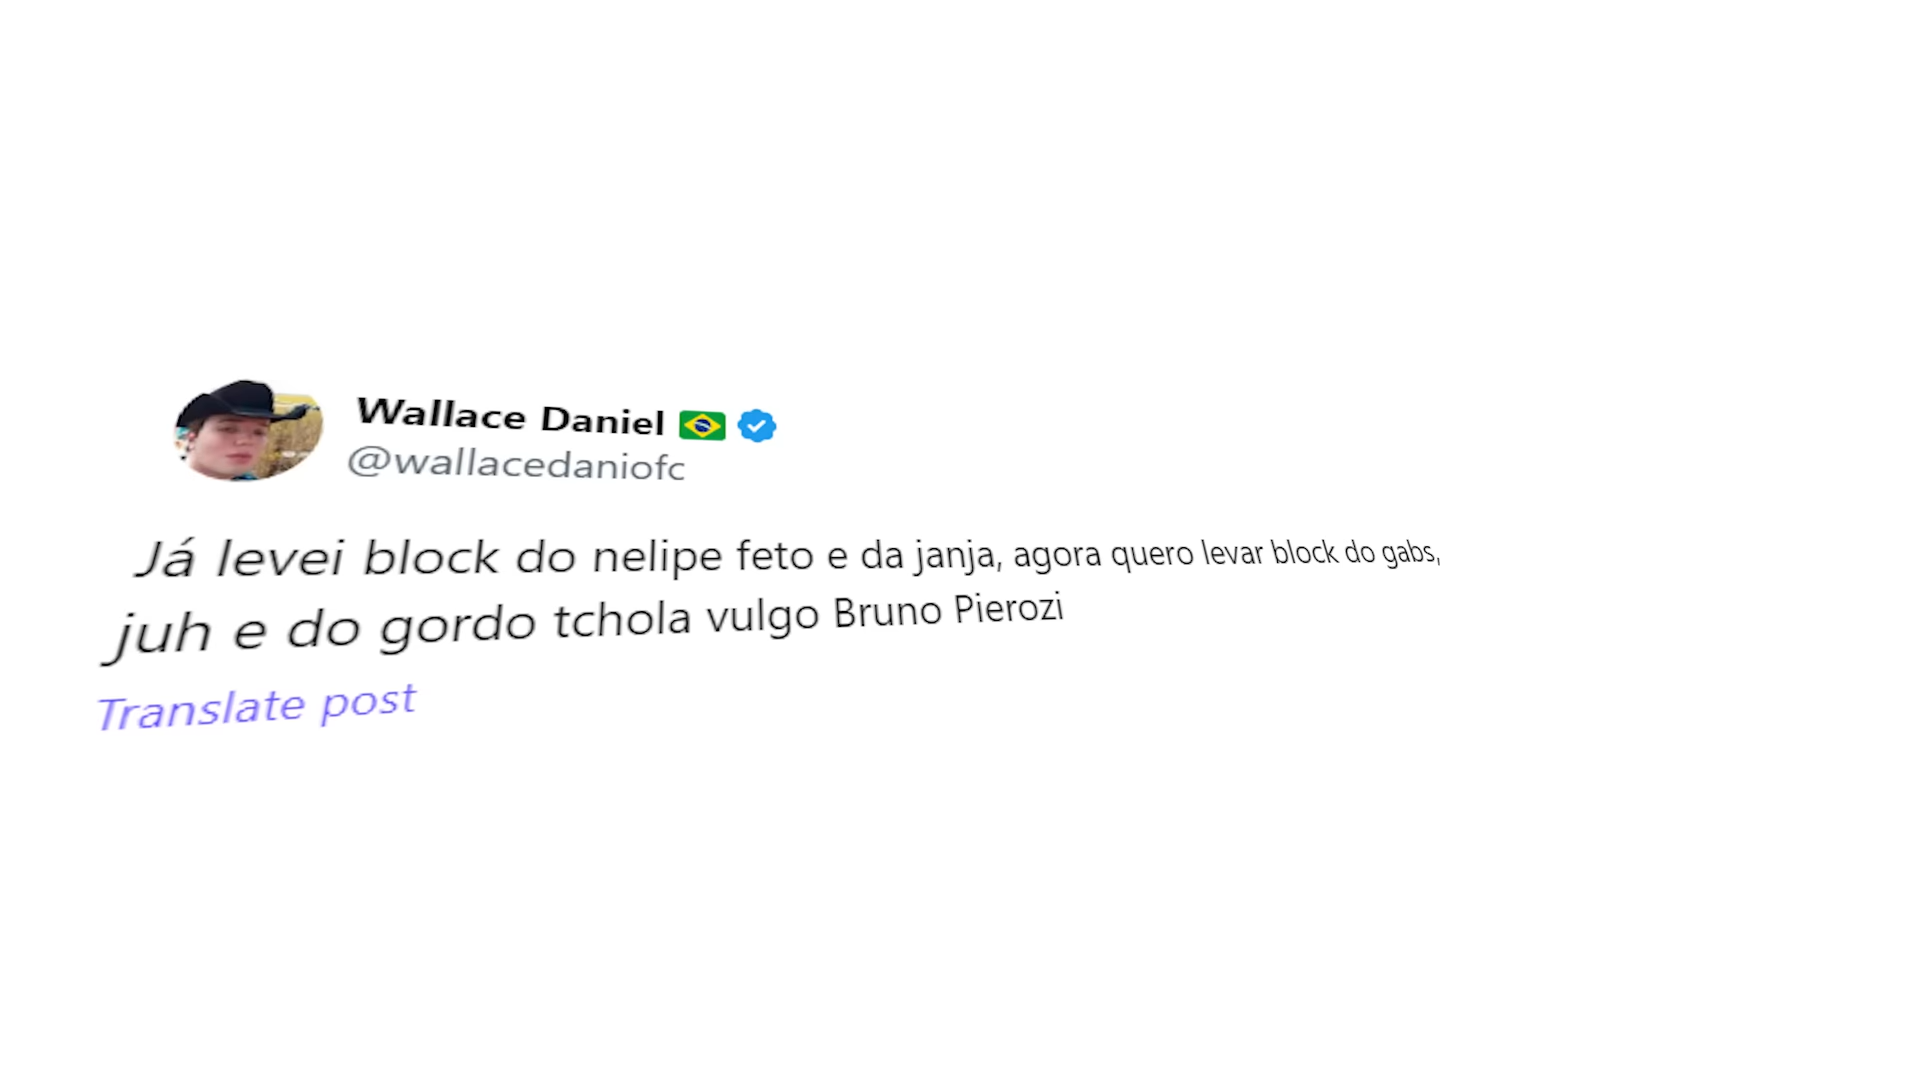 Wallace Daniel
@wallacedaniofc
Já levei block do nelipe feto e da janja, agora quero levar block do gabs,
juh e do gordo tchola vulgo Bruno Pierozi
Translate post